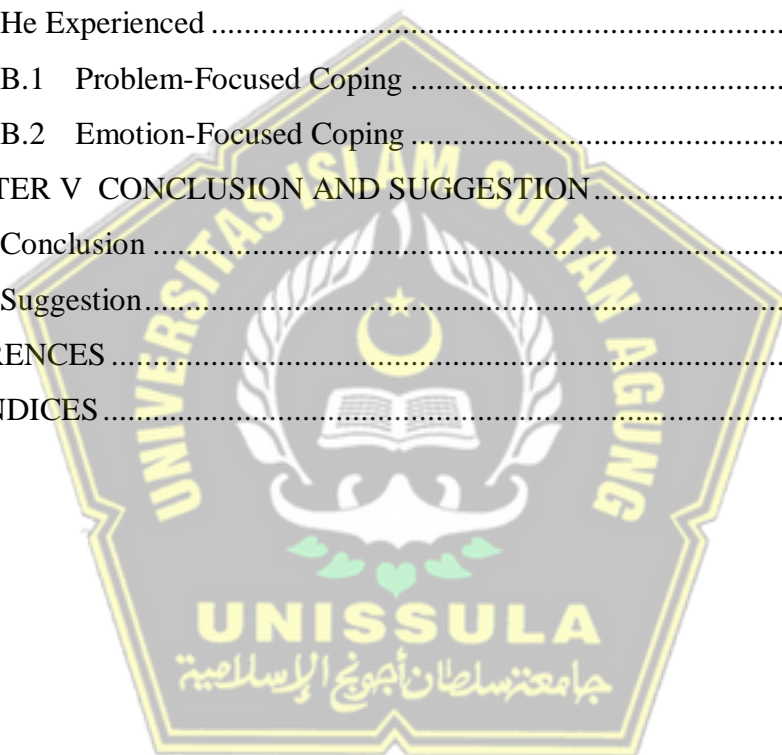 He Experienced ........................................................................
B.1 Problem-Focused Coping ...............................................
B.2 Emotion-Focused Coping ...............................................
TER V CONCLUSION AND SUGGESTION .......................
Conclusion ...............................................................................
Suggestion ................................................................................
RENCES .....................................................................................
NDICES ......................................................................................
UNIVERSITAS ISLAM SULTAN AGUNG
UNISSULA
جامعة سلطان أجونج الإسلامية